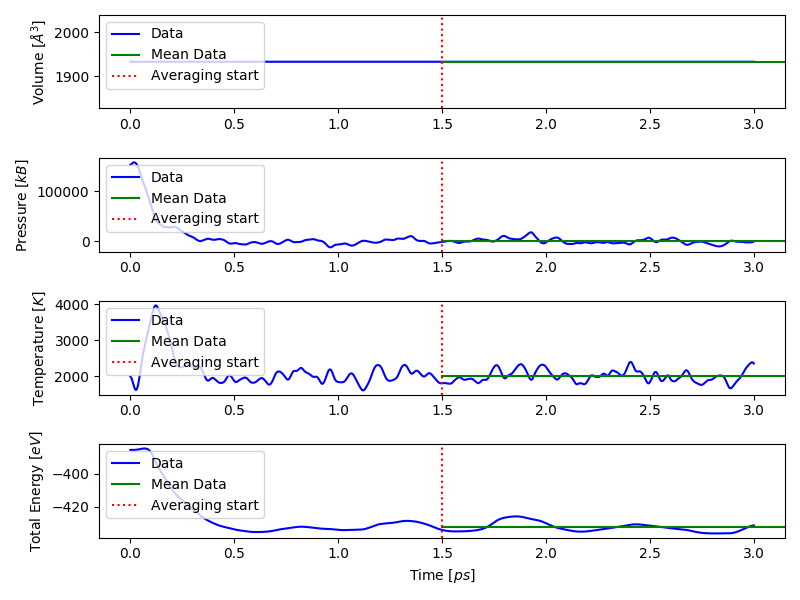 Volume [Å³]
2000
1900
Data
Mean Data
Averaging start
0.0 0.5 1.0 1.5 2.0 2.5 3.0
Pressure [kB]
100000
0
Data
Mean Data
Averaging start
0.0 0.5 1.0 1.5 2.0 2.5 3.0
Temperature [K]
4000
3000
2000
Data
Mean Data
Averaging start
0.0 0.5 1.0 1.5 2.0 2.5 3.0
Total Energy [eV]
−400
−420
Data
Mean Data
Averaging start
0.0 0.5 1.0 1.5 2.0 2.5 3.0
Time [ps]